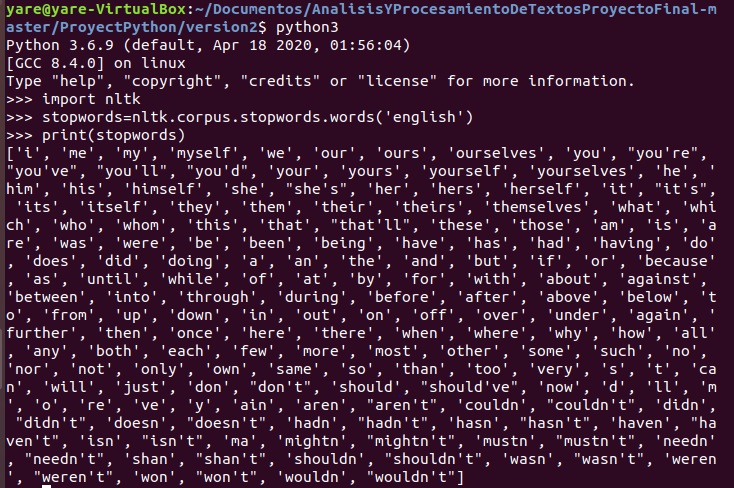 yare@yare-VirtualBox:~/Documentos/AnalisisYProcesamientoDeTextosProyectoFinal-m
aster/ProyectPython/version2$ python3
Python 3.6.9 (default, Apr 18 2020, 01:56:04)
[GCC 8.4.0] on linux
Type "help", "copyright", "credits" or "license" for more information.
>>> import nltk
>>> stopwords=nltk.corpus.stopwords.words('english')
>>> print(stopwords)
['i', 'me', 'my', 'myself', 'we', 'our', 'ours', 'ourselves', 'you', "you're",
"you've", "you'll", "you'd", 'your', 'yours', 'yourself', 'yourselves', 'he', '
him', 'his', 'himself', 'she', "she's", 'her', 'hers', 'herself', 'it', "it's",
 'its', 'itself', 'they', 'them', 'their', 'theirs', 'themselves', 'what', 'whi
ch', 'who', 'whom', 'this', 'that', "that'll", 'these', 'those', 'am', 'is', 'a
re', 'was', 'were', 'be', 'been', 'being', 'have', 'has', 'had', 'having', 'do'
, 'does', 'did', 'doing', 'a', 'an', 'the', 'and', 'but', 'if', 'or', 'because'
, 'as', 'until', 'while', 'of', 'at', 'by', 'for', 'with', 'about', 'against',
'between', 'into', 'through', 'during', 'before', 'after', 'above', 'below', 't
o', 'from', 'up', 'down', 'in', 'out', 'on', 'off', 'over', 'under', 'again', '
further', 'then', 'once', 'here', 'there', 'when', 'where', 'why', 'how', 'all'
, 'any', 'both', 'each', 'few', 'more', 'most', 'other', 'some', 'such', 'no',
'nor', 'not', 'only', 'own', 'same', 'so', 'than', 'too', 'very', 's', 't', 'ca
n', 'will', 'just', 'don', "don't", 'should', "should've", 'now', 'd', 'll', 'm
', 'o', 're', 've', 'y', 'ain', 'aren', "aren't", 'couldn', "couldn't", 'didn',
 "didn't", 'doesn', "doesn't", 'hadn', "hadn't", 'hasn', "hasn't", 'haven', "ha
ven't", 'isn', "isn't", 'ma', 'mightn', "mightn't", 'mustn', "mustn't", 'needn'
, "needn't", 'shan', "shan't", 'shouldn', "shouldn't", 'wasn', "wasn't", 'weren
', "weren't", 'won', "won't", 'wouldn', "wouldn't"]